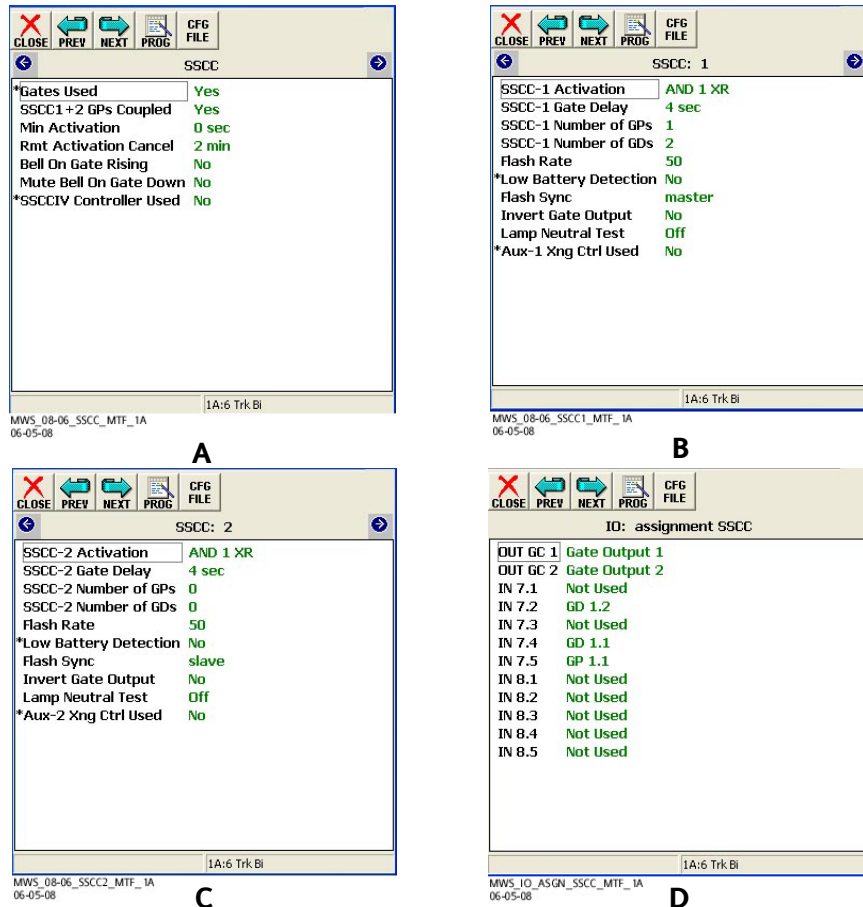 CLOSE PREV NEXT PROG CFG FILE
SSCC
*Gates Used Yes
SSCC1+2 GPs Coupled Yes
Min Activation 0 sec
Rmt Activation Cancel 2 min
Bell On Gate Rising No
Mute Bell On Gate Down No
*SSCCIV Controller Used No
1A:6 Trk Bi
MWS_08-06_SSCC_MTF_1A
06-05-08
A
CLOSE PREV NEXT PROG CFG FILE
SSCC: 1
SSCC-1 Activation AND 1 XR
SSCC-1 Gate Delay 4 sec
SSCC-1 Number of GPs 1
SSCC-1 Number of GDs 2
Flash Rate 50
*Low Battery Detection No
Flash Sync master
Invert Gate Output No
Lamp Neutral Test Off
*Aux-1 Xng Ctrl Used No
1A:6 Trk Bi
MWS_08-06_SSCC1_MTF_1A
06-05-08
B
CLOSE PREV NEXT PROG CFG FILE
SSCC: 2
SSCC-2 Activation AND 1 XR
SSCC-2 Gate Delay 4 sec
SSCC-2 Number of GPs 0
SSCC-2 Number of GDs 0
Flash Rate 50
*Low Battery Detection No
Flash Sync slave
Invert Gate Output No
Lamp Neutral Test Off
*Aux-2 Xng Ctrl Used No
1A:6 Trk Bi
MWS_08-06_SSCC2_MTF_1A
06-05-08
C
CLOSE PREV NEXT PROG CFG FILE
IO: assignment SSCC
OUT GC 1 Gate Output 1
OUT GC 2 Gate Output 2
IN 7.1 Not Used
IN 7.2 GD 1.2
IN 7.3 Not Used
IN 7.4 GD 1.1
IN 7.5 GP 1.1
IN 8.1 Not Used
IN 8.2 Not Used
IN 8.3 Not Used
IN 8.4 Not Used
IN 8.5 Not Used
1A:6 Trk Bi
MWS_IO_ASGN_SSCC_MTF_1A
06-05-08
D